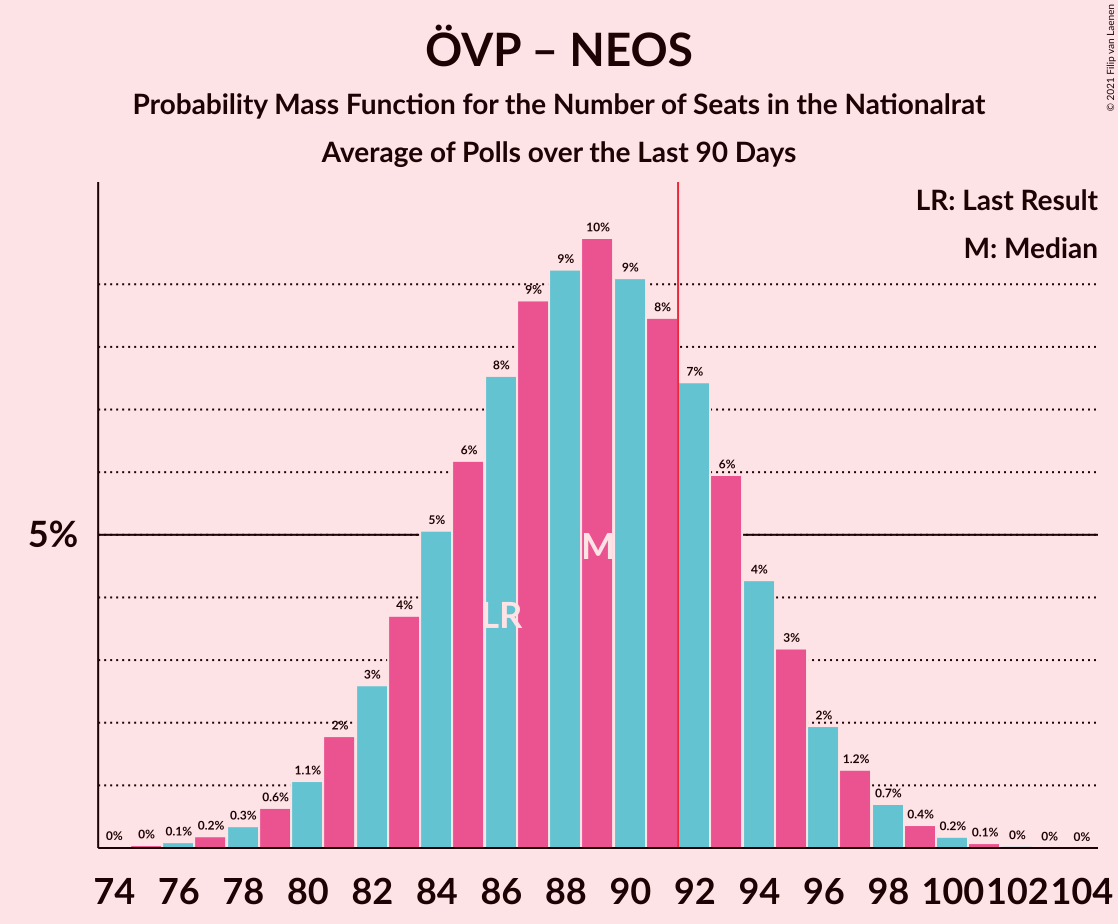 ÖVP – NEOS
Probability Mass Function for the Number of Seats in the Nationalrat
Average of Polls over the Last 90 Days
© 2021 Filip van Laenen
LR: Last Result
M: Median
5%
0% 0% 0.1% 0.2% 0.3% 0.6% 1.1% 2% 3% 4% 5% 6% 8% 9% 9% 10% 9% 8% 7% 6% 4% 3% 2% 1.2% 0.7% 0.4% 0.2% 0.1% 0% 0% 0%
M
LR
74 76 78 80 82 84 86 88 90 92 94 96 98 100 102 104